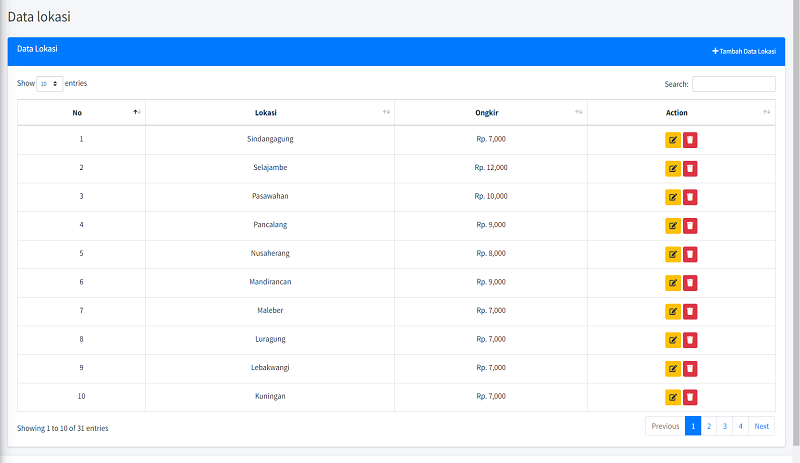 Data lokasi
Data Lokasi
Tambah Data Lokasi
Show 10 entries
Search:
No Lokasi Ongkir Action
1 Sindangagung Rp. 7,000
2 Selajambe Rp. 12,000
3 Pasawahan Rp. 10,000
4 Pancalang Rp. 9,000
5 Nusaherang Rp. 8,000
6 Mandirancan Rp. 9,000
7 Maleber Rp. 7,000
8 Luragung Rp. 7,000
9 Lebakwangi Rp. 7,000
10 Kuningan Rp. 7,000
Showing 1 to 10 of 31 entries
Previous 1 2 3 4 Next